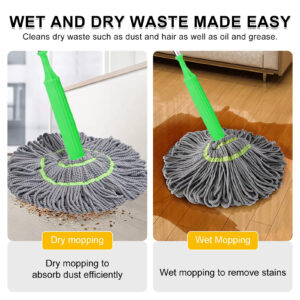 WET AND DRY WASTE MADE EASY
Cleans dry waste such as dust and hair as well as oil and grease.
Dry mopping
Dry mopping to
absorb dust efficiently
Wet Mopping
Wet mopping to remove stains